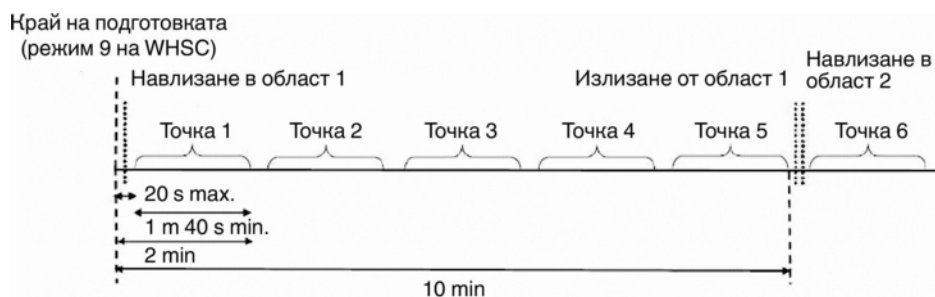 Край на подготовката
(режим 9 на WHSC)
Навлизане в област 1
Излизане от област 1
Навлизане в
област 2
Точка 1
Точка 2
Точка 3
Точка 4
Точка 5
Точка 6
20 s max.
1 m 40 s min.
2 min
10 min